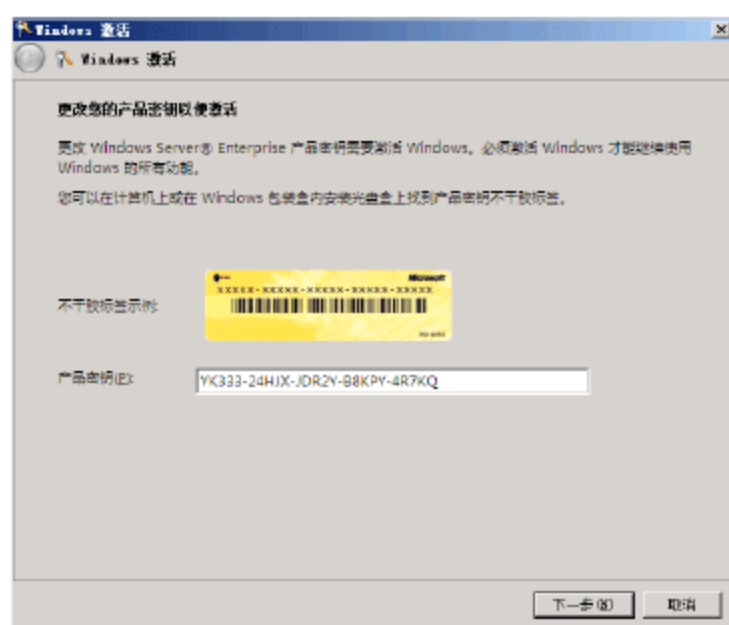 Windows 激活
Windows 激活
更改您的产品密钥以便激活
更改 Windows Server® Enterprise 产品密钥需要激活 Windows。必须激活 Windows 才能继续使用
Windows 的所有功能。
您可以在计算机上或在 Windows 包装盒内安装光盘盒上找到产品密钥不干胶标签。
Microsoft
XXXXX-XXXXX-XXXXX-XXXXX-XXXXX
不干胶标签示例:
产品密钥(P):
YK333-24HJX-JDR2Y-B8KPY-4R7KQ
下一步(N)
取消